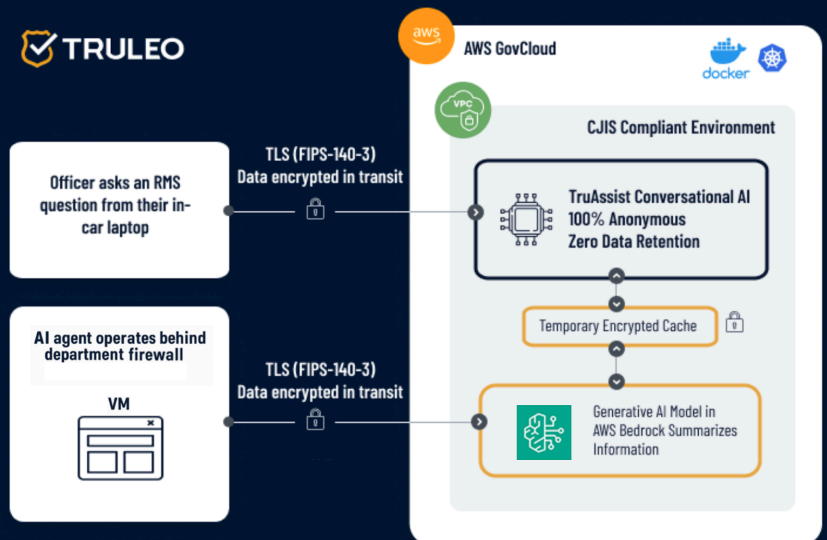 TRULEO
aws
AWS GovCloud
docker
VPC
CJIS Compliant Environment
Officer asks an RMS
question from their in-
car laptop
TLS (FIPS-140-3)
Data encrypted in transit
TruAssist Conversational AI
100% Anonymous
Zero Data Retention
Temporary Encrypted Cache
AI agent operates behind
department firewall
VM
TLS (FIPS-140-3)
Data encrypted in transit
Generative AI Model in
AWS Bedrock Summarizes
Information